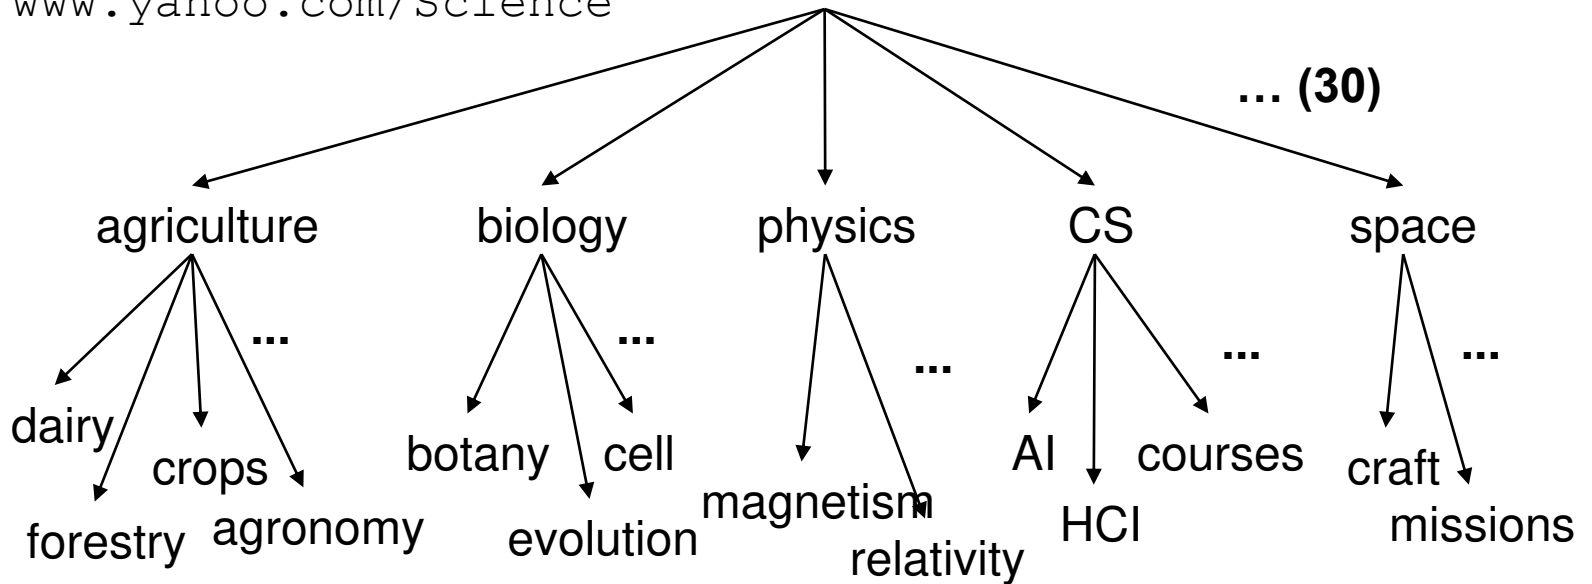 www.yahoo.com/Science
... (30)
agriculture biology physics CS space
... ... ... ... ...
dairy botany cell AI courses
crops craft
magnetism
forestry agronomy evolution HCI missions
relativity